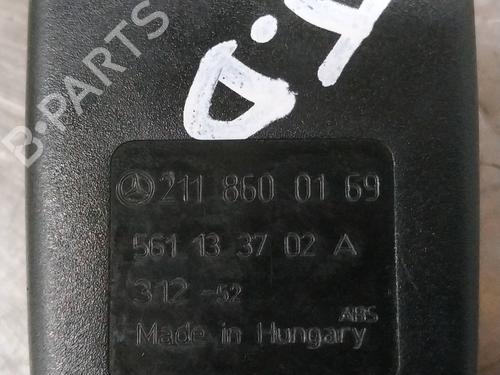 B-PARTS
211 860 01 69
561 13 37 02 A
312 -52
ABS
Made in Hungary